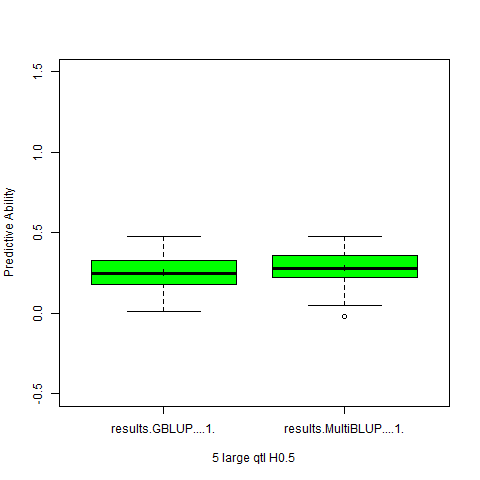 1.5
1.0
0.5
0.0
-0.5
Predictive Ability
results.GBLUP....1.
results.MultiBLUP....1.
5 large qtl H0.5